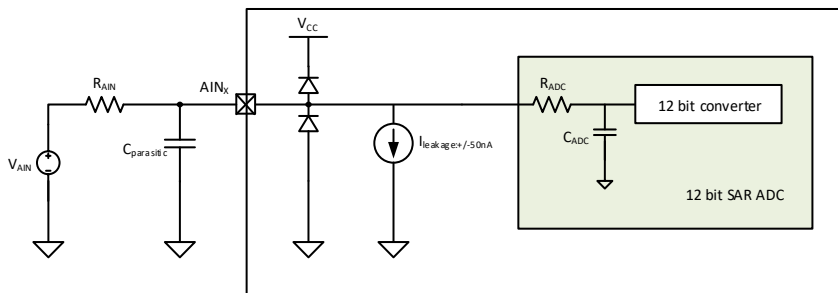 V_CC
R_AIN
AIN_X
R_ADC
12 bit converter
V_AIN
C_parasitic
I_leakage:+/-50nA
C_ADC
12 bit SAR ADC